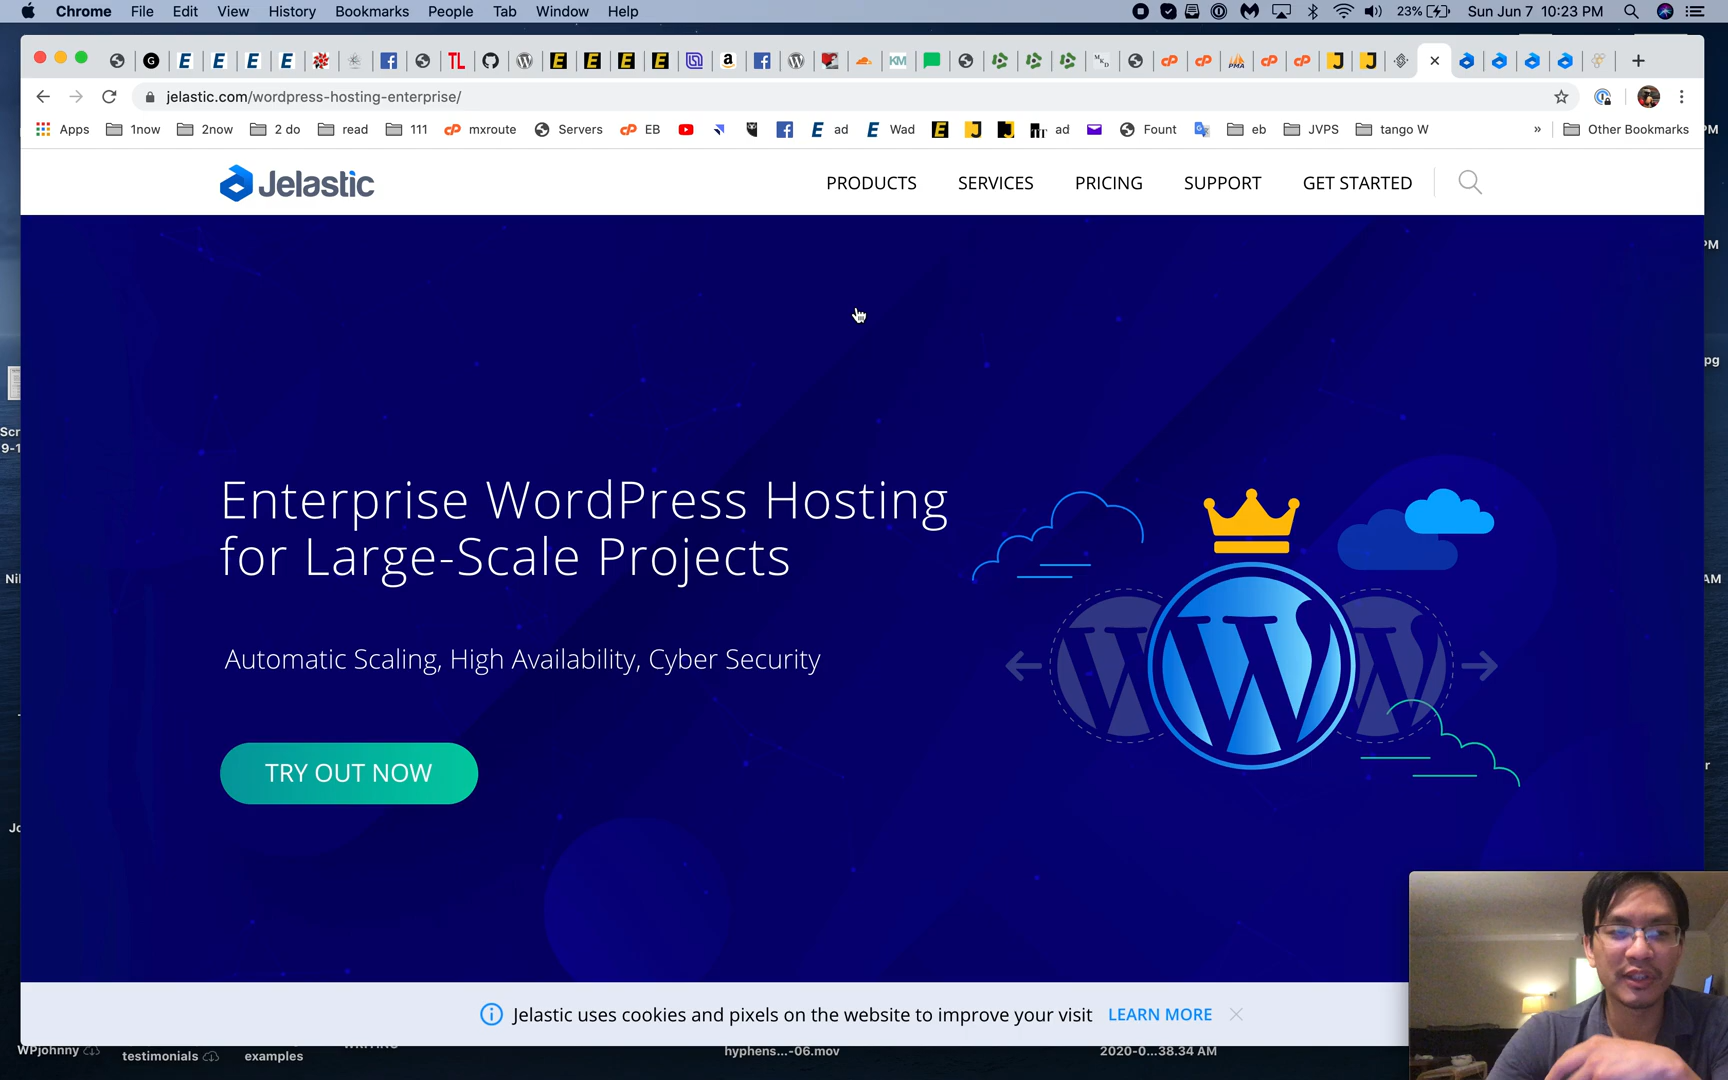 Chrome File Edit View History Bookmarks People Tab Window Help 23% Sun Jun 7 10:23 PM
jelastic.com/wordpress-hosting-enterprise/
Apps 1now 2now 2 do read 111 mxroute Servers EB ad Wad ad Fount eb JVPS tango W » Other Bookmarks
Jelastic PRODUCTS SERVICES PRICING SUPPORT GET STARTED
Enterprise WordPress Hosting
for Large-Scale Projects
Automatic Scaling, High Availability, Cyber Security
TRY OUT NOW
Jelastic uses cookies and pixels on the website to improve your visit LEARN MORE
WPjohnny
testimonials
examples
hyphens...-06.mov
2020-0...38.34 AM